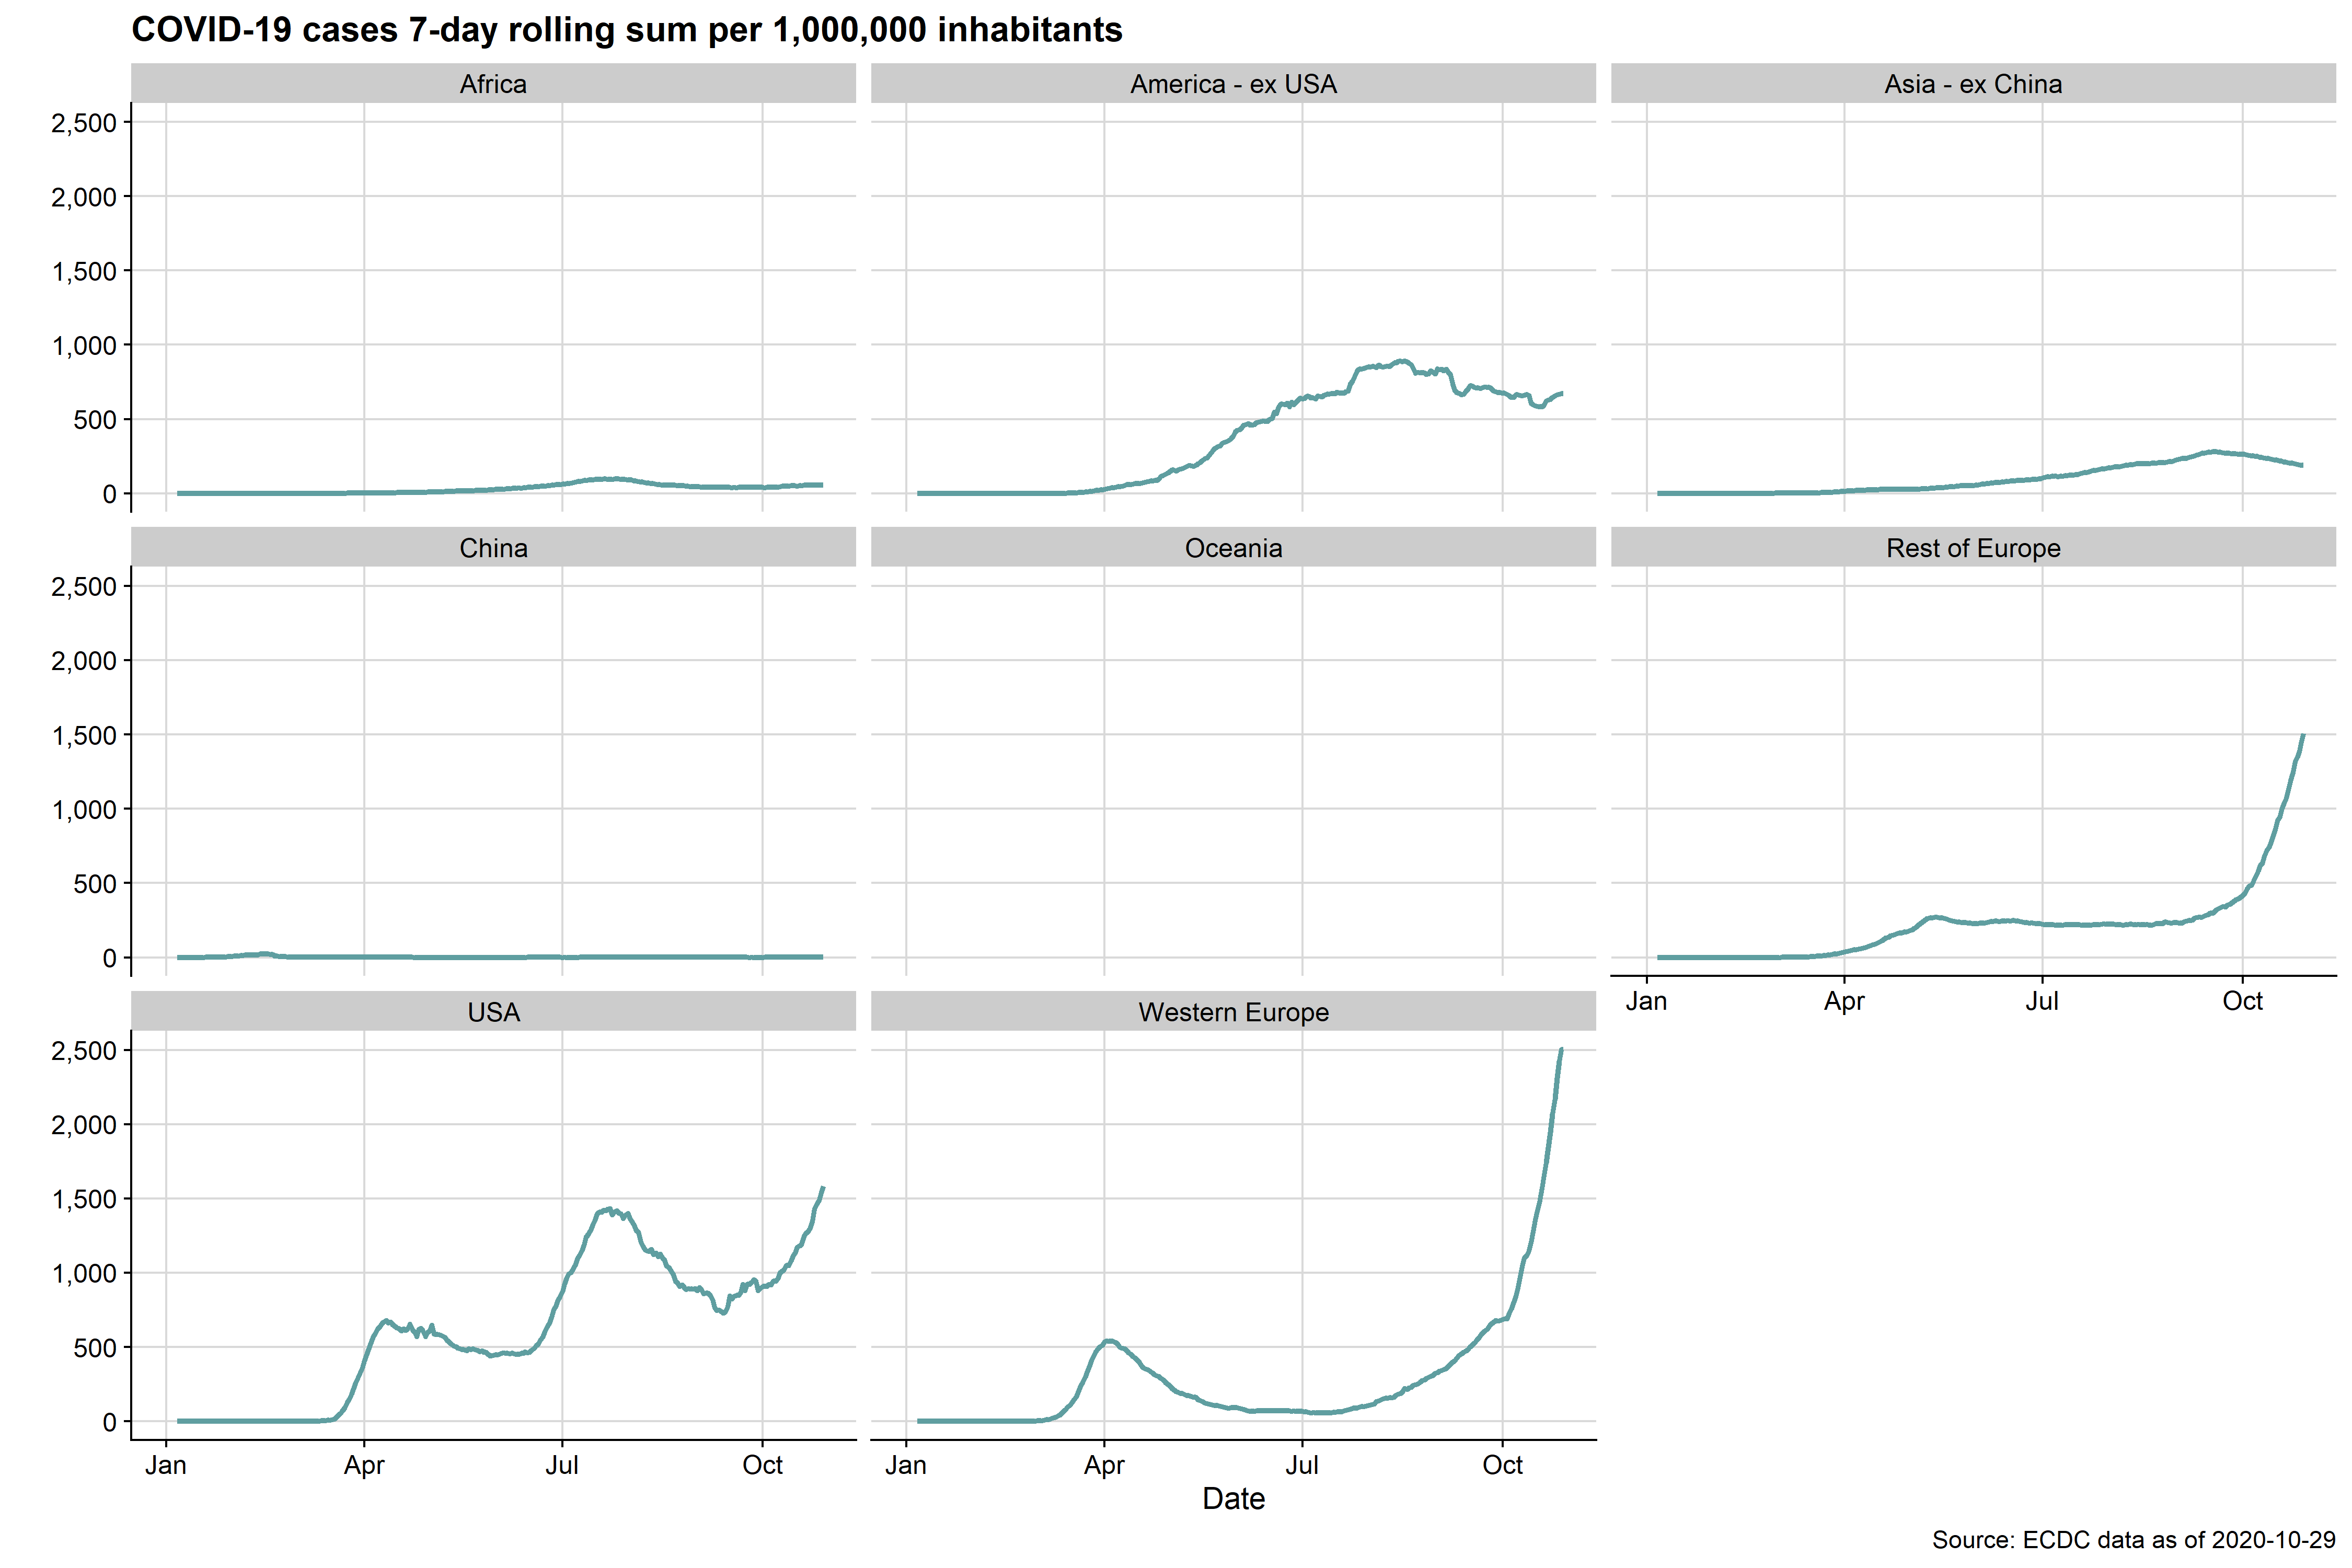 COVID-19 cases 7-day rolling sum per 1,000,000 inhabitants
Africa
America - ex USA
Asia - ex China
2,500
2,000
1,500
1,000
500
0
China
Oceania
Rest of Europe
2,500
2,000
1,500
1,000
500
0
Jan Apr Jul Oct
USA
Western Europe
2,500
2,000
1,500
1,000
500
0
Jan Apr Jul Oct
Jan Apr Jul Oct
Date
Source: ECDC data as of 2020-10-29